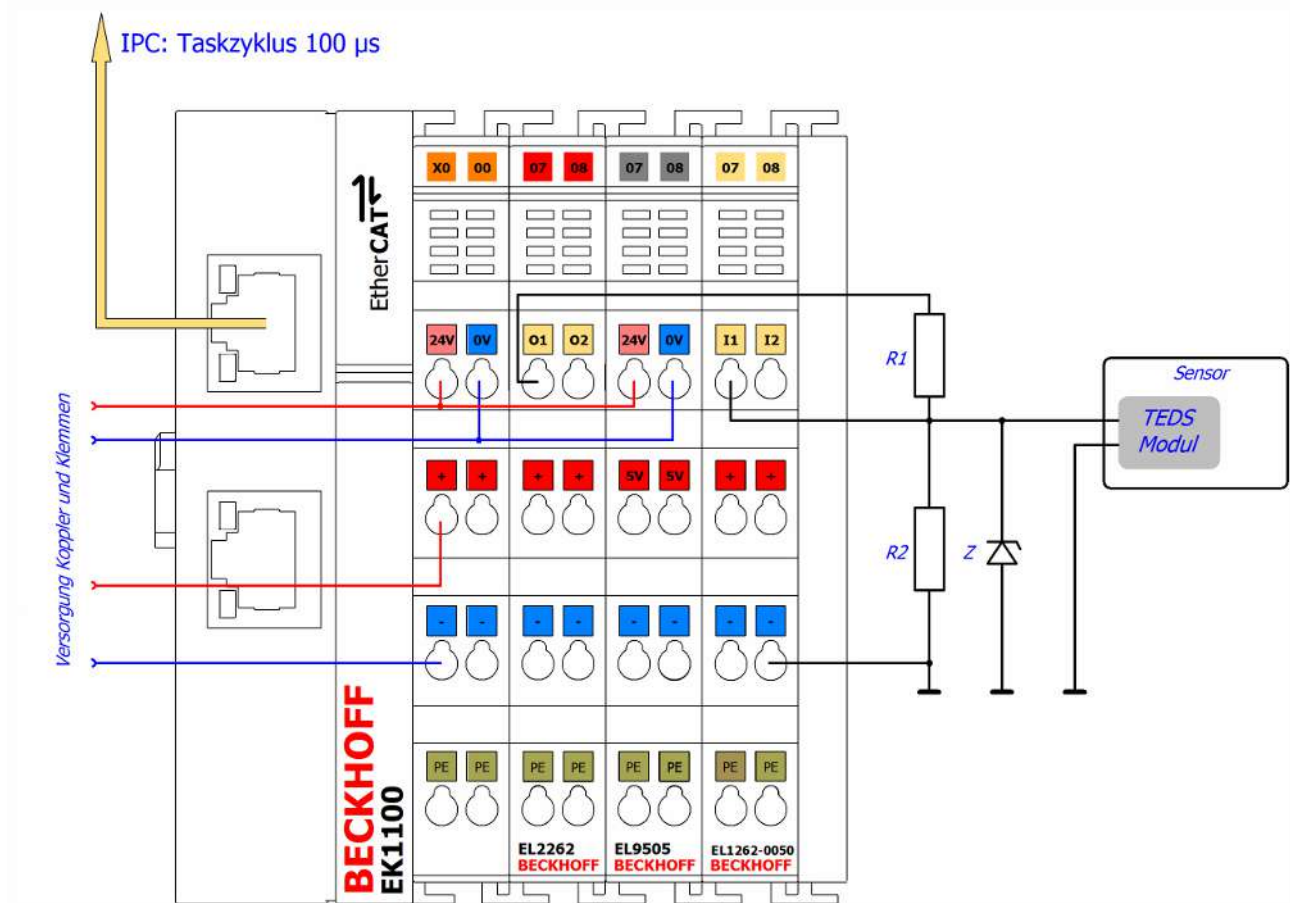 IPC: Taskzyklus 100 µs
EtherCAT
X0 00 07 08 07 08 07 08
24V 0V O1 O2 24V 0V I1 I2
R1
Sensor
TEDS
Modul
Versorgung Koppler und Klemmen
+ + + + 5V 5V + +
R2
Z
- - - - - - - -
PE PE PE PE PE PE PE PE
BECKHOFF
EK1100
EL2262
BECKHOFF
EL9505
BECKHOFF
EL1262-0050
BECKHOFF